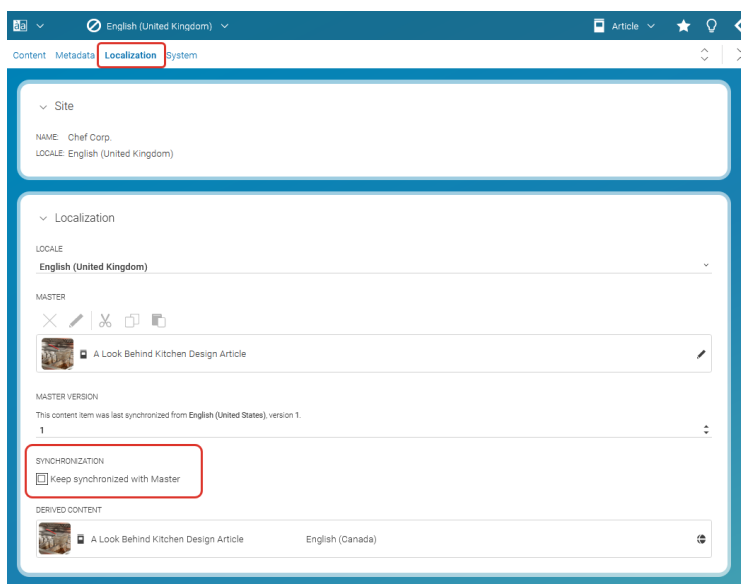 English (United Kingdom)
Article
Content Metadata Localization System
Site
NAME: Chef Corp.
LOCALE: English (United Kingdom)
Localization
LOCALE
English (United Kingdom)
MASTER
A Look Behind Kitchen Design Article
MASTER VERSION
This content item was last synchronized from English (United States), version 1.
1
SYNCHRONIZATION
Keep synchronized with Master
DERIVED CONTENT
A Look Behind Kitchen Design Article English (Canada)